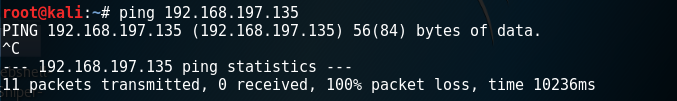 root@kali:~# ping 192.168.197.135
PING 192.168.197.135 (192.168.197.135) 56(84) bytes of data.
^C
--- 192.168.197.135 ping statistics ---
11 packets transmitted, 0 received, 100% packet loss, time 10236ms